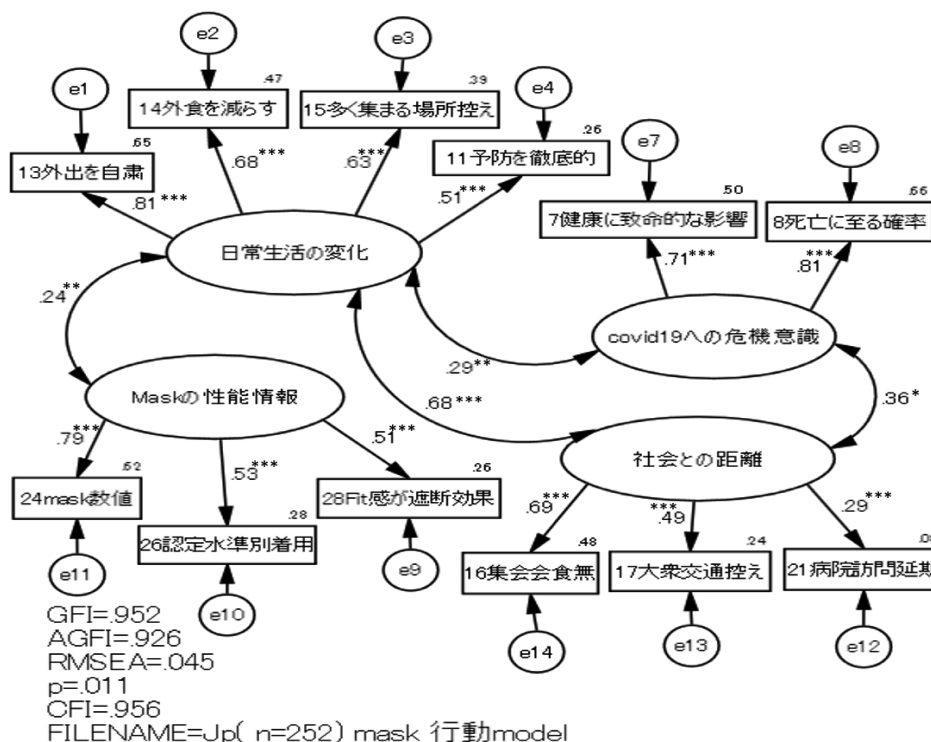 e1
e2
e3
e4
.65
.47
.39
.26
13外出を自粛
14外食を減らす
15多く集まる場所控え
11予防を徹底的
.81***
.68***
.63***
.51***
e7
e8
.50
.66
7健康に致命的な影響
8死亡に至る確率
.71***
.81***
日常生活の変化
covid19への危機意識
.24**
.29**
.68***
.36*
Maskの性能情報
社会との距離
.79***
.53***
.51***
.62
.28
.26
24mask数値
26認定水準別着用
28Fit感が遮断効果
e11
e10
e9
.69***
.49***
.29***
.48
.24
16集会会食無
17大衆交通控え
21病院訪問延期
e14
e13
e12
GFI=.952
AGFI=.926
RMSEA=.045
p=.011
CFI=.956
FILENAME=Jp( n=252) mask 行動model